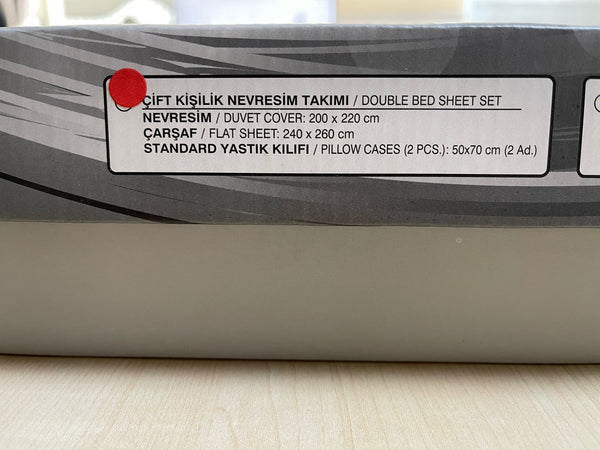 ÇİFT KİŞİLİK NEVRESİM TAKIMI / DOUBLE BED SHEET SET
NEVRESİM / DUVET COVER: 200 x 220 cm
ÇARŞAF / FLAT SHEET: 240 x 260 cm
STANDARD YASTIK KILIFI / PILLOW CASES (2 PCS.): 50x70 cm (2 Ad.)